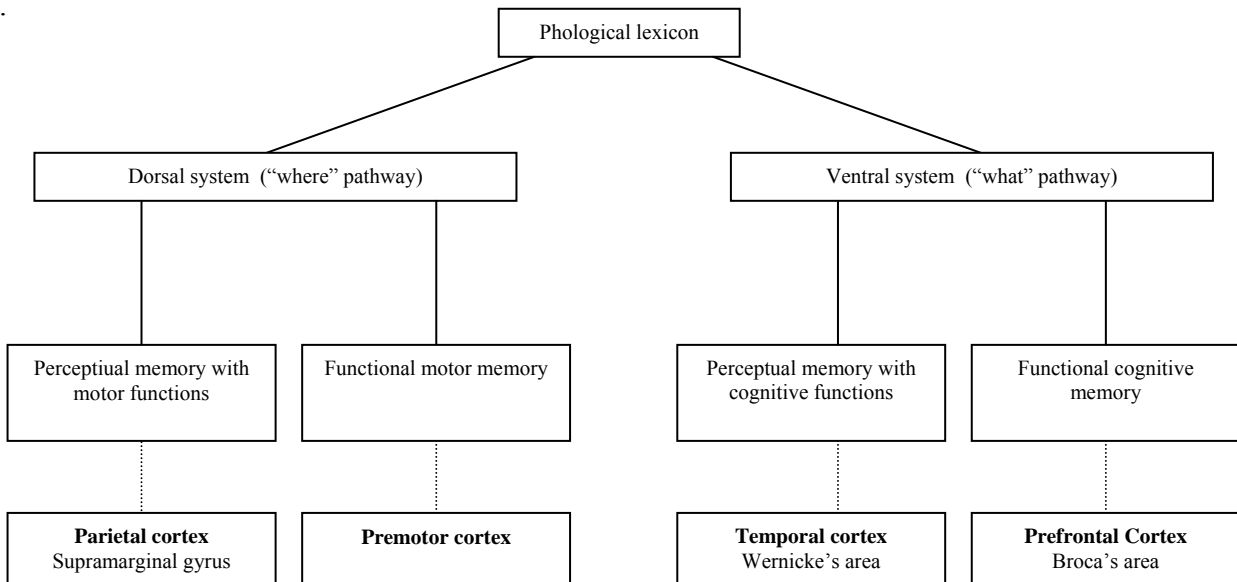 .
Phological lexicon
Dorsal system (“where” pathway)
Ventral system (“what” pathway)
Perceptiual memory with
motor functions
Functional motor memory
Perceptual memory with
cognitive functions
Functional cognitive
memory
Parietal cortex
Supramarginal gyrus
Premotor cortex
Temporal cortex
Wernicke’s area
Prefrontal Cortex
Broca’s area